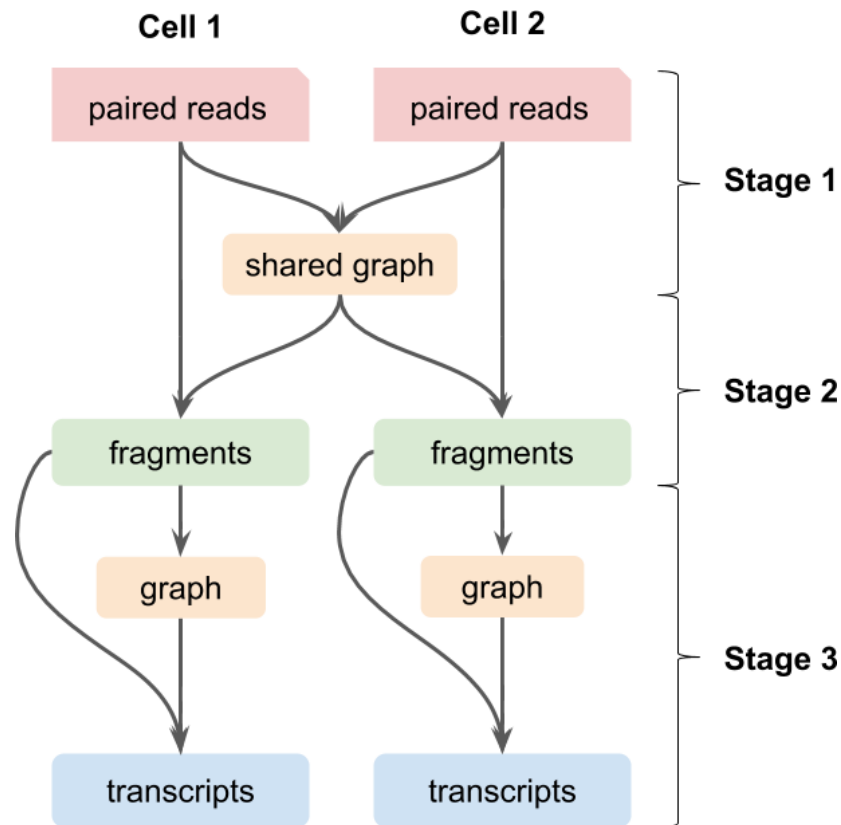 Cell 1
Cell 2
paired reads
paired reads
Stage 1
shared graph
Stage 2
fragments
fragments
graph
graph
Stage 3
transcripts
transcripts